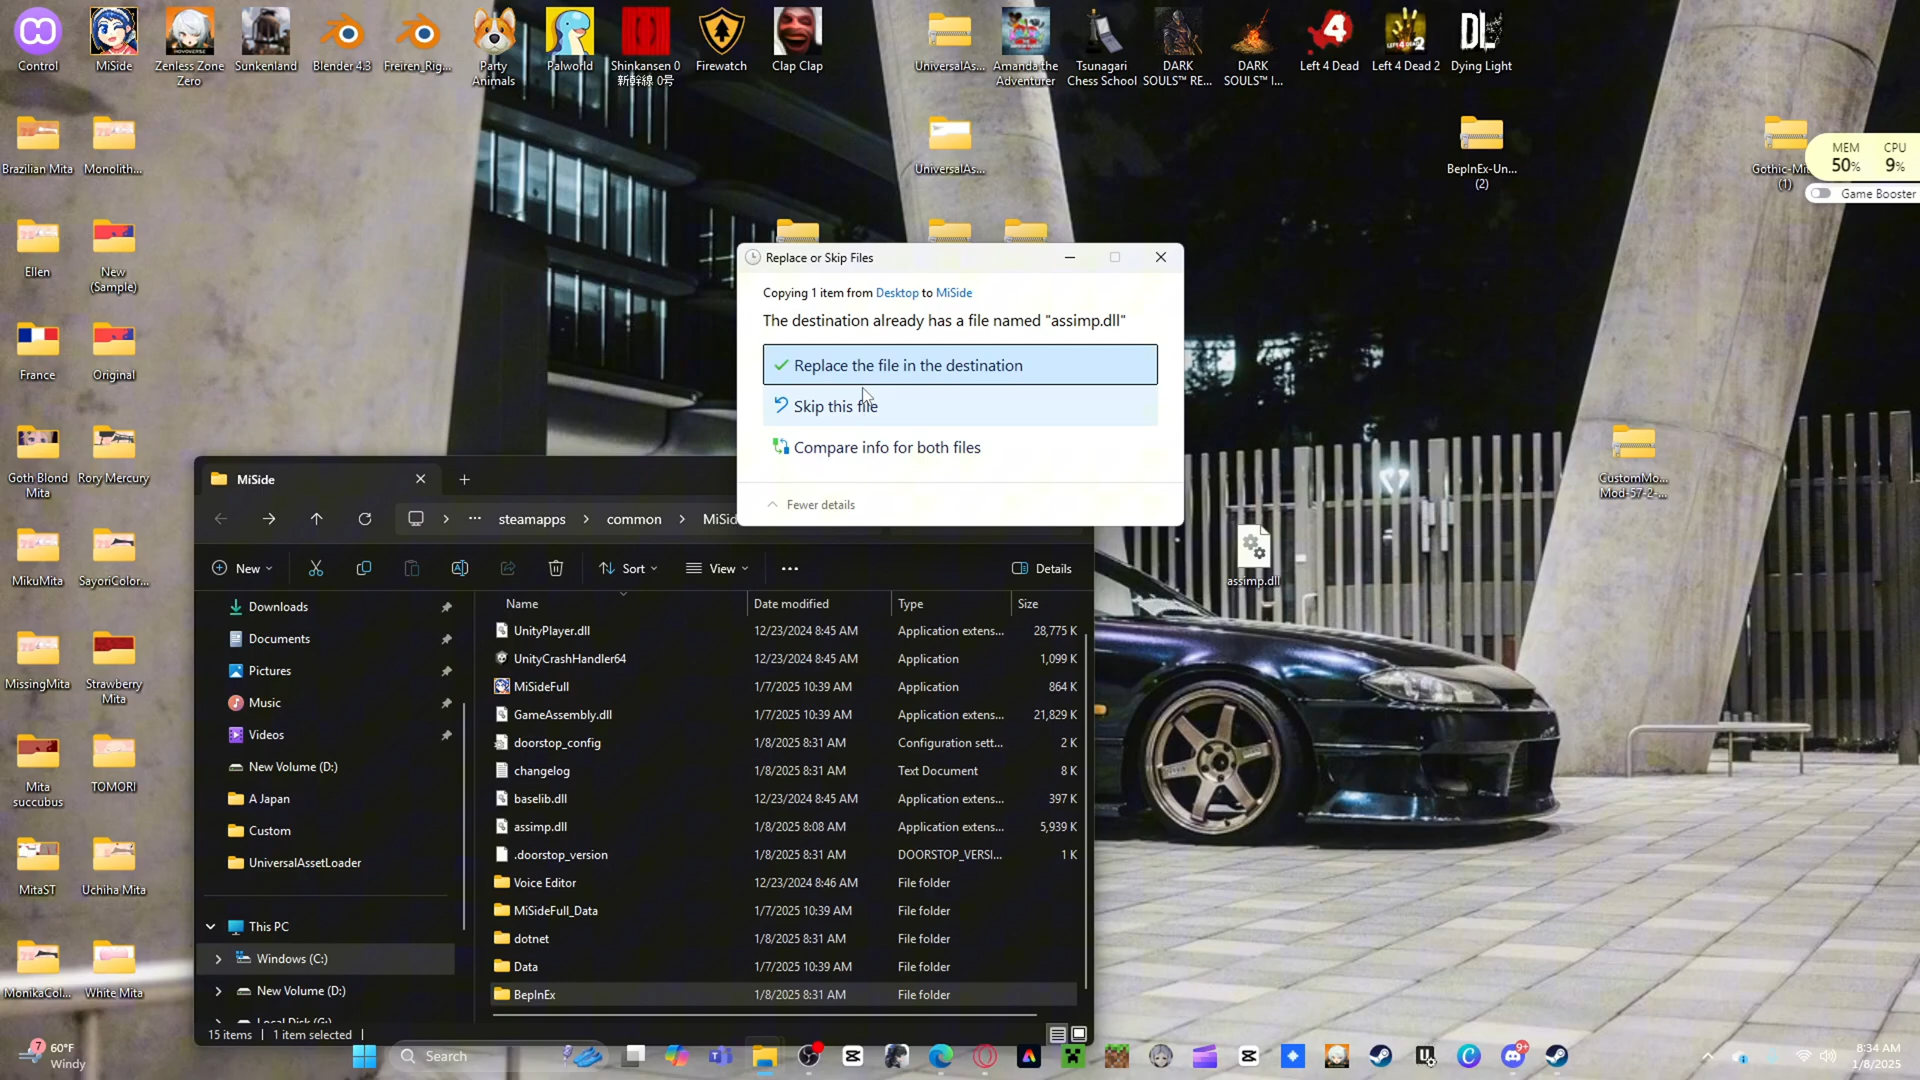 Control
MiSide
Zenless Zone
Zero
Sunkenland
Blender 4.3
Freiren_Rig...
Party
Animals
Palworld
Shinkansen 0
新幹線 0号
Firewatch
Clap Clap
UniversalAs...
Amanda the
Adventurer
Tsunagari
Chess School
DARK
SOULS™ RE...
DARK
SOULS™ I...
4
Left 4 Dead
Left 4 Dead 2
DL
Dying Light
Brazilian Mita
Monolith...
UniversalAs...
BepInEx-Un...
(2)
Gothic-Mi
(1)
MEM
50%
CPU
9%
Game Booster
Ellen
New
(Sample)
France
Original
Goth Blond
Mita
Rory Mercury
MikuMita
SayoriColor...
MissingMita
Strawberry
Mita
Mita
succubus
TOMORI
MitaST
Uchiha Mita
MonikaCol...
White Mita
Replace or Skip Files
Copying 1 item from Desktop to MiSide
The destination already has a file named "assimp.dll"
Replace the file in the destination
Skip this file
Compare info for both files
Fewer details
CustomMo...
Mod-57-2-...
assimp.dll
MiSide
steamapps
common
MiSid
New
Sort
View
Details
Downloads
Documents
Pictures
Music
Videos
New Volume (D:)
A Japan
Custom
UniversalAssetLoader
This PC
Windows (C:)
New Volume (D:)
Local Disk (G:)
Name Date modified Type Size
UnityPlayer.dll 12/23/2024 8:45 AM Application extens... 28,775 K
UnityCrashHandler64 12/23/2024 8:45 AM Application 1,099 K
MiSideFull 1/7/2025 10:39 AM Application 864 K
GameAssembly.dll 1/7/2025 10:39 AM Application extens... 21,829 K
doorstop_config 1/8/2025 8:31 AM Configuration sett... 2 K
changelog 1/8/2025 8:31 AM Text Document 8 K
baselib.dll 12/23/2024 8:45 AM Application extens... 397 K
assimp.dll 1/8/2025 8:08 AM Application extens... 5,939 K
.doorstop_version 1/8/2025 8:31 AM DOORSTOP_VERSI... 1 K
Voice Editor 12/23/2024 8:46 AM File folder
MiSideFull_Data 1/7/2025 10:39 AM File folder
dotnet 1/8/2025 8:31 AM File folder
Data 1/7/2025 10:39 AM File folder
BepInEx 1/8/2025 8:31 AM File folder
15 items
1 item selected
7
60°F
Windy
Search
9+
8:34 AM
1/8/2025